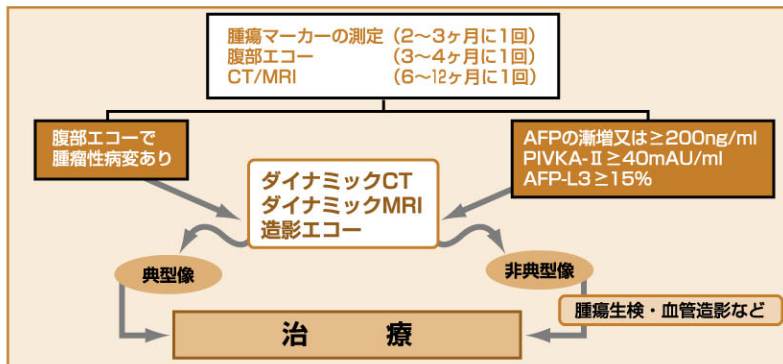 腫瘍マーカーの測定（2～3ヶ月に1回）
腹部エコー （3～4ヶ月に1回）
CT/MRI （6～12ヶ月に1回）
腹部エコーで
腫瘤性病変あり
AFPの漸増又は≧200ng/ml
PIVKA-Ⅱ≧40mAU/ml
AFP-L3≧15%
ダイナミックCT
ダイナミックMRI
造影エコー
典型像
非典型像
腫瘍生検・血管造影など
治 療